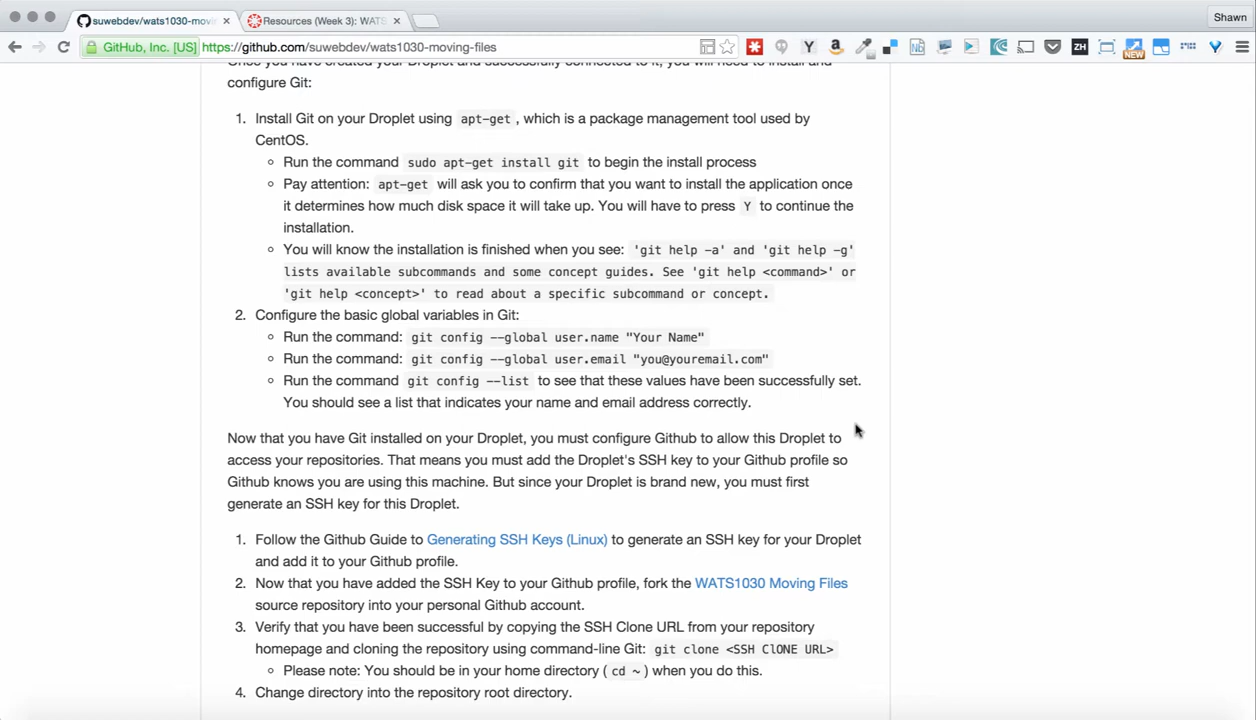 suwebdev/wats1030-movi
Resources (Week 3): WATS
Shawn
GitHub, Inc. [US] https://github.com/suwebdev/wats1030-moving-files
Once you have created your Droplet and successfully connected to it, you will need to install and
configure Git:
1. Install Git on your Droplet using apt-get , which is a package management tool used by
CentOS.
Run the command sudo apt-get install git to begin the install process
Pay attention: apt-get will ask you to confirm that you want to install the application once
it determines how much disk space it will take up. You will have to press Y to continue the
installation.
You will know the installation is finished when you see: 'git help -a' and 'git help -g'
lists available subcommands and some concept guides. See 'git help <command>' or
'git help <concept>' to read about a specific subcommand or concept.
2. Configure the basic global variables in Git:
Run the command: git config --global user.name "Your Name"
Run the command: git config --global user.email "you@youremail.com"
Run the command git config --list to see that these values have been successfully set.
You should see a list that indicates your name and email address correctly.
Now that you have Git installed on your Droplet, you must configure Github to allow this Droplet to
access your repositories. That means you must add the Droplet's SSH key to your Github profile so
Github knows you are using this machine. But since your Droplet is brand new, you must first
generate an SSH key for this Droplet.
1. Follow the Github Guide to Generating SSH Keys (Linux) to generate an SSH key for your Droplet
and add it to your Github profile.
2. Now that you have added the SSH Key to your Github profile, fork the WATS1030 Moving Files
source repository into your personal Github account.
3. Verify that you have been successful by copying the SSH Clone URL from your repository
homepage and cloning the repository using command-line Git: git clone <SSH ClONE URL>
Please note: You should be in your home directory ( cd ~ ) when you do this.
4. Change directory into the repository root directory.